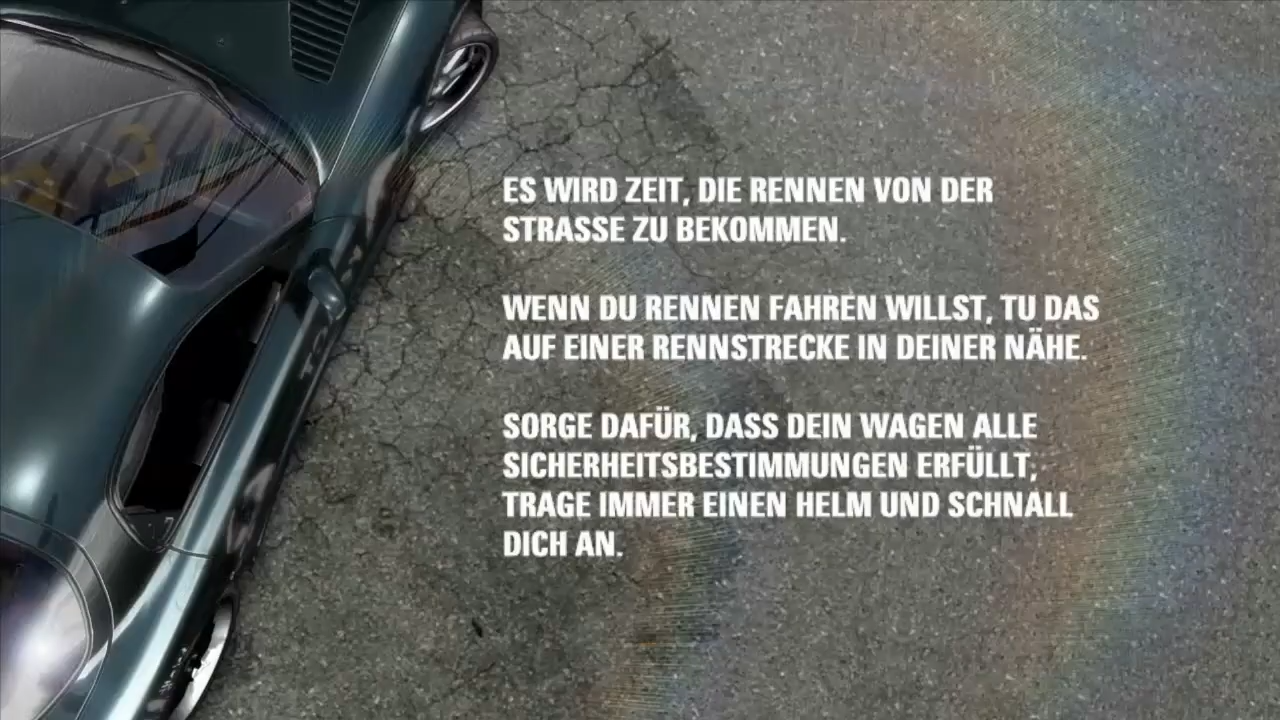 ES WIRD ZEIT, DIE RENNEN VON DER
STRASSE ZU BEKOMMEN.
WENN DU RENNEN FAHREN WILLST, TU DAS
AUF EINER RENNSTRECKE IN DEINER NÄHE.
SORGE DAFÜR, DASS DEIN WAGEN ALLE
SICHERHEITSBESTIMMUNGEN ERFÜLLT,
TRAGE IMMER EINEN HELM UND SCHNALL
DICH AN.